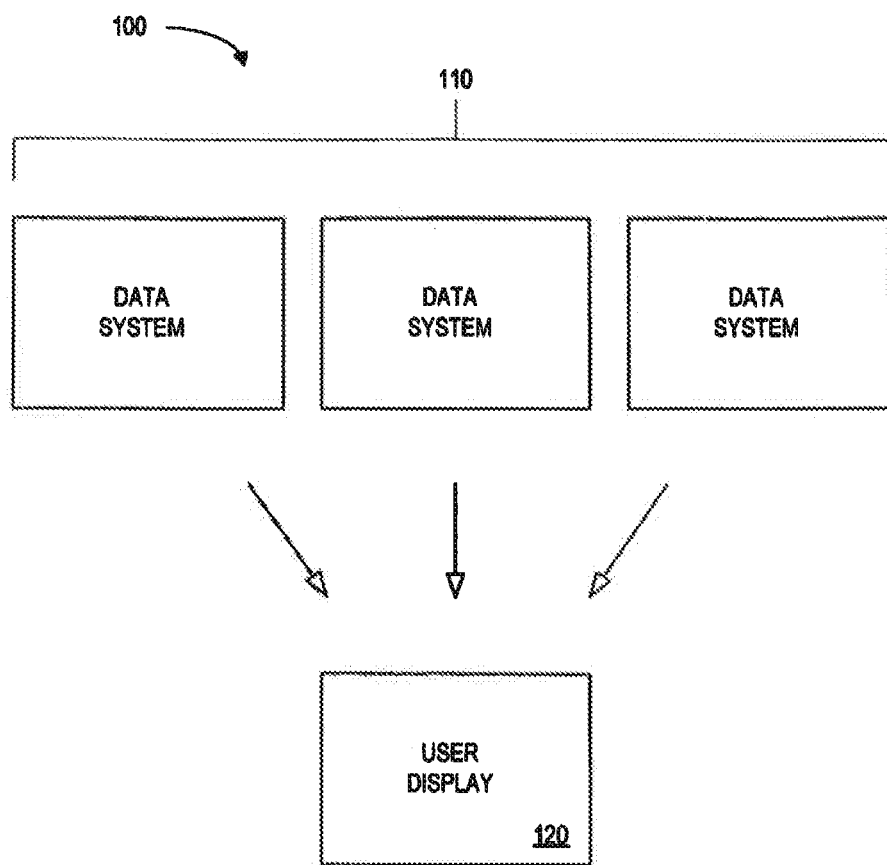 100
110
DATA
SYSTEM
DATA
SYSTEM
DATA
SYSTEM
USER
DISPLAY
120